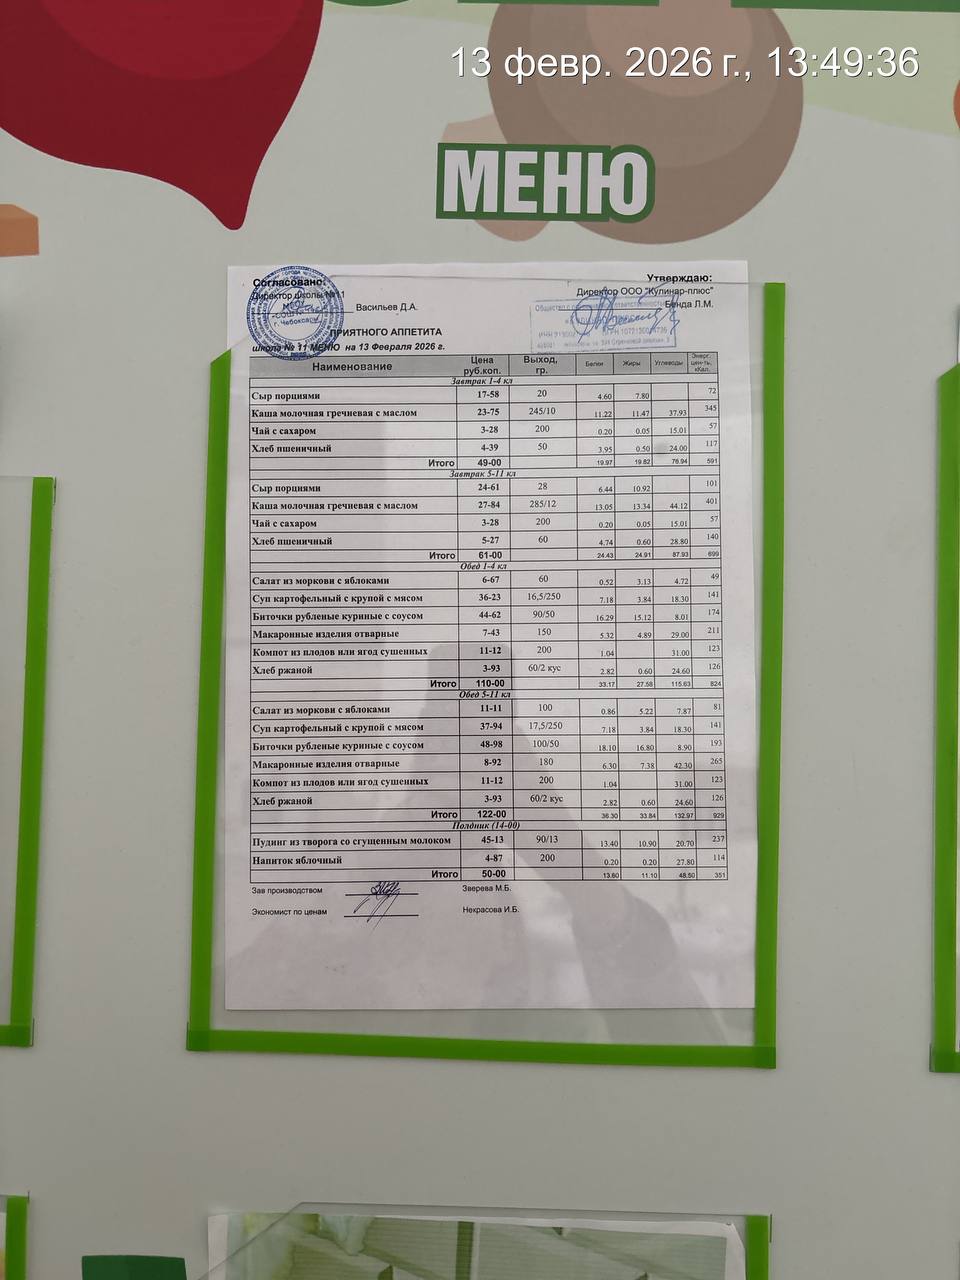 13 февр. 2026 г., 13:49:36
МЕНЮ
Согласовано: Утверждаю:
Директор школы №11 Директор ООО "Кулинар-плюс"
Васильев Д.А. Бенда Л.М.
ПРИЯТНОГО АППЕТИТА
школа № 11 МЕНЮ на 13 Февраля 2026 г.
Наименование Цена руб.коп. Выход, гр. Белки Жиры Углеводы Энерг. цен-ть, кКал.
Завтрак 1-4 кл
Сыр порциями 17-58 20 4.60 7.80 72
Каша молочная гречневая с маслом 23-75 245/10 11.22 11.47 37.93 345
Чай с сахаром 3-28 200 0.20 0.05 15.01 57
Хлеб пшеничный 4-39 50 3.95 0.50 24.00 117
Итого 49-00 19.97 19.82 76.94 591
Завтрак 5-11 кл
Сыр порциями 24-61 28 6.44 10.92 101
Каша молочная гречневая с маслом 27-84 285/12 13.05 13.34 44.12 401
Чай с сахаром 3-28 200 0.20 0.05 15.01 57
Хлеб пшеничный 5-27 60 4.74 0.60 28.80 140
Итого 61-00 24.43 24.91 87.93 699
Обед 1-4 кл
Салат из моркови с яблоками 6-67 60 0.52 3.13 4.72 49
Суп картофельный с крупой с мясом 36-23 16,5/250 7.18 3.84 18.30 141
Биточки рубленые куриные с соусом 44-62 90/50 16.29 15.12 8.01 174
Макаронные изделия отварные 7-43 150 5.32 4.89 29.00 211
Компот из плодов или ягод сушенных 11-12 200 1.04 31.00 123
Хлеб ржаной 3-93 60/2 кус 2.82 0.60 24.60 126
Итого 110-00 33.17 27.58 115.63 824
Обед 5-11 кл
Салат из моркови с яблоками 11-11 100 0.86 5.22 7.87 81
Суп картофельный с крупой с мясом 37-94 17,5/250 7.18 3.84 18.30 141
Биточки рубленые куриные с соусом 48-98 100/50 18.10 16.80 8.90 193
Макаронные изделия отварные 8-92 180 6.30 7.38 42.30 265
Компот из плодов или ягод сушенных 11-12 200 1.04 31.00 123
Хлеб ржаной 3-93 60/2 кус 2.82 0.60 24.60 126
Итого 122-00 36.30 33.84 132.97 929
Полдник (14-00)
Пудинг из творога со сгущенным молоком 45-13 90/13 13.40 10.90 20.70 237
Напиток яблочный 4-87 200 0.20 0.20 27.80 114
Итого 50-00 13.60 11.10 48.50 351
Зав производством Зверева М.Б.
Экономист по ценам Некрасова И.Б.